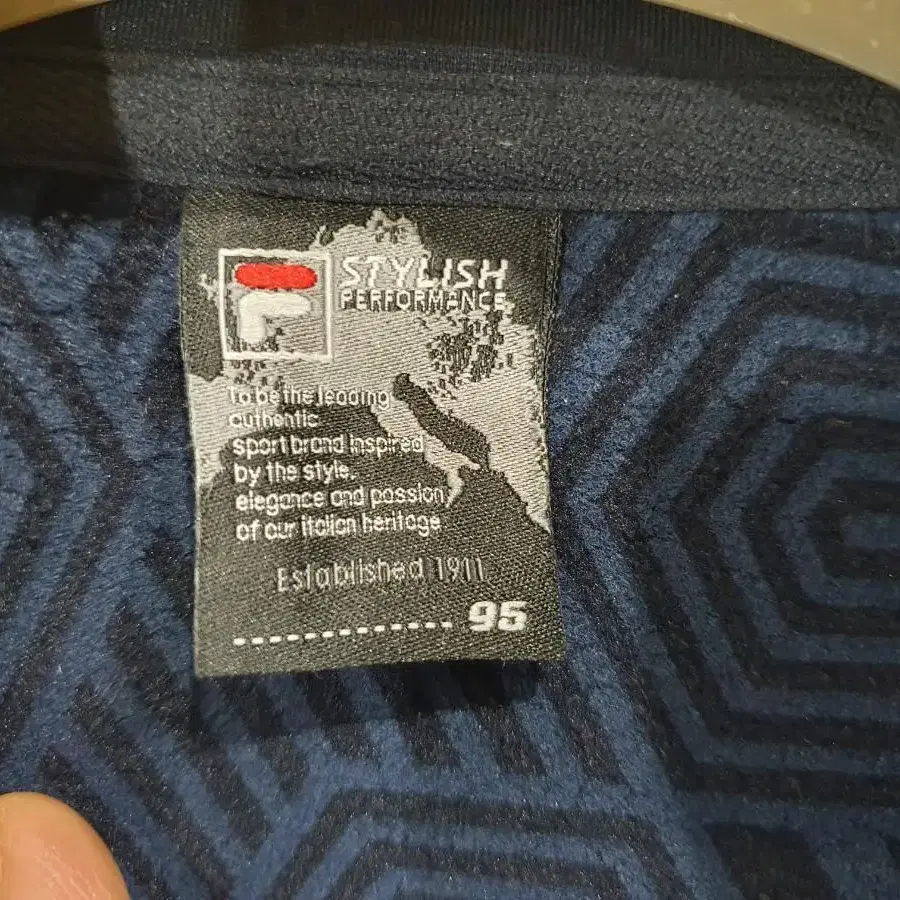 F
STYLISH
PERFORMANCE
To be the leading
authentic
sport brand inspired
by the style,
elegance and passion,
of our italian heritage
Established 1911
95